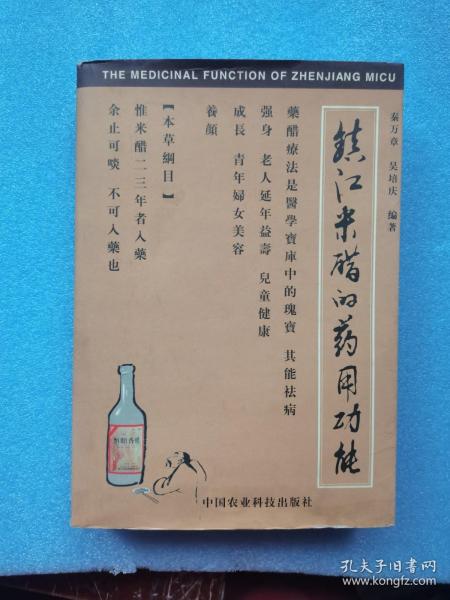 THE MEDICINAL FUNCTION OF ZHENJIANG MICU
秦万章 吴培庆 编著
鎮江米醋的药用功能
藥醋療法是醫學寶庫中的瑰寶 其能祛病
强身 老人延年益壽 兒童健康
成長 青年婦女美容
養顔
【本草綱目】
惟米醋二三年者入藥
余止可啖 不可入藥也
中国农业科技出版社
孔夫子旧书网
www.kongfz.com